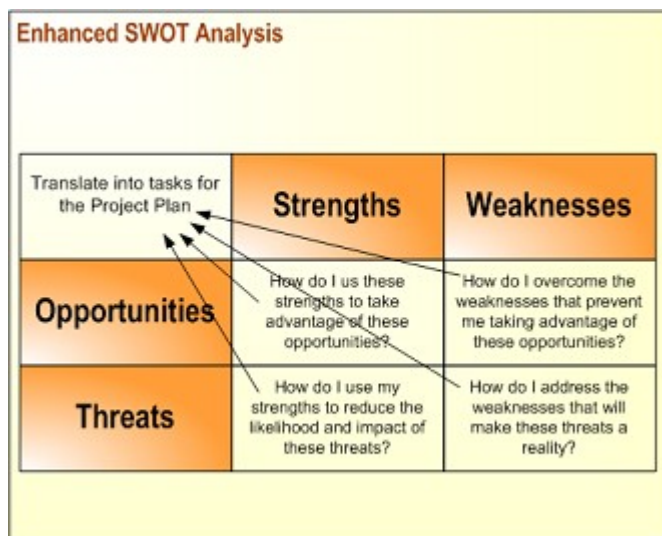 Enhanced SWOT Analysis
Translate into tasks for
the Project Plan
Strengths
Weaknesses
Opportunities
How do I us these
strengths to take
advantage of these
opportunities?
How do I overcome the
weaknesses that prevent
me taking advantage of
these opportunities?
Threats
How do I use my
strengths to reduce the
likelihood and impact of
these threats?
How do I address the
weaknesses that will
make these threats a
reality?